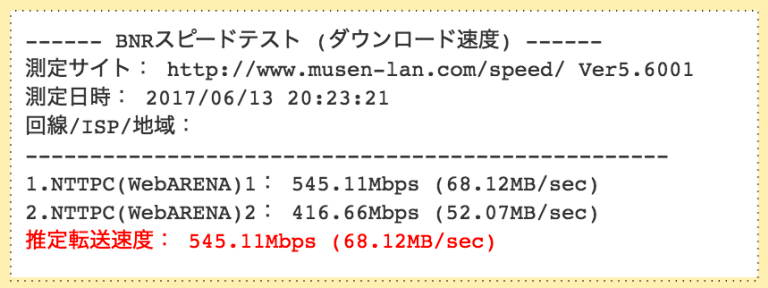 ------ BNRスピードテスト (ダウンロード速度) ------
測定サイト： http://www.musen-lan.com/speed/ Ver5.6001
測定日時： 2017/06/13 20:23:21
回線/ISP/地域：
--------------------------------------------------
1.NTTPC(WebARENA)1： 545.11Mbps (68.12MB/sec)
2.NTTPC(WebARENA)2： 416.66Mbps (52.07MB/sec)
推定転送速度： 545.11Mbps (68.12MB/sec)